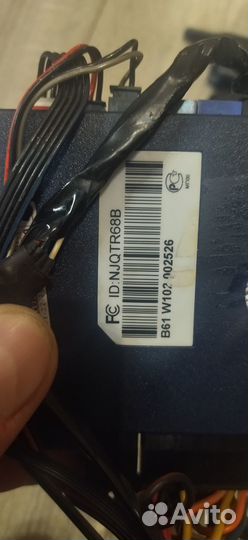 FC ID:NJQTR68B
B61 W102 002526
Avito